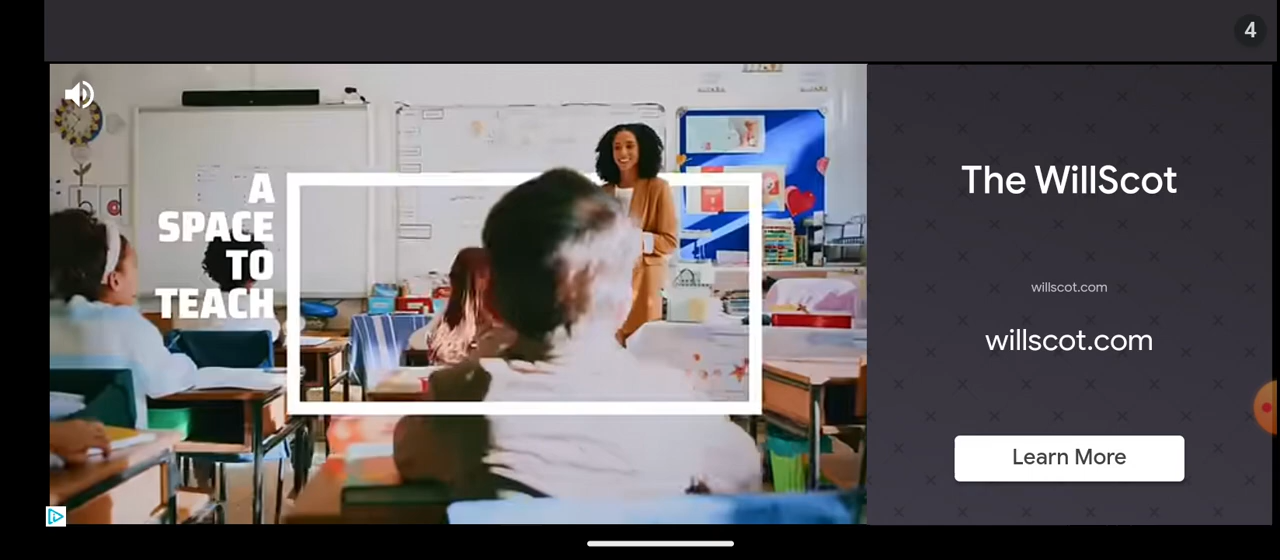 4
A
SPACE
TO
TEACH
b d
The WillScot
willscot.com
willscot.com
Learn More